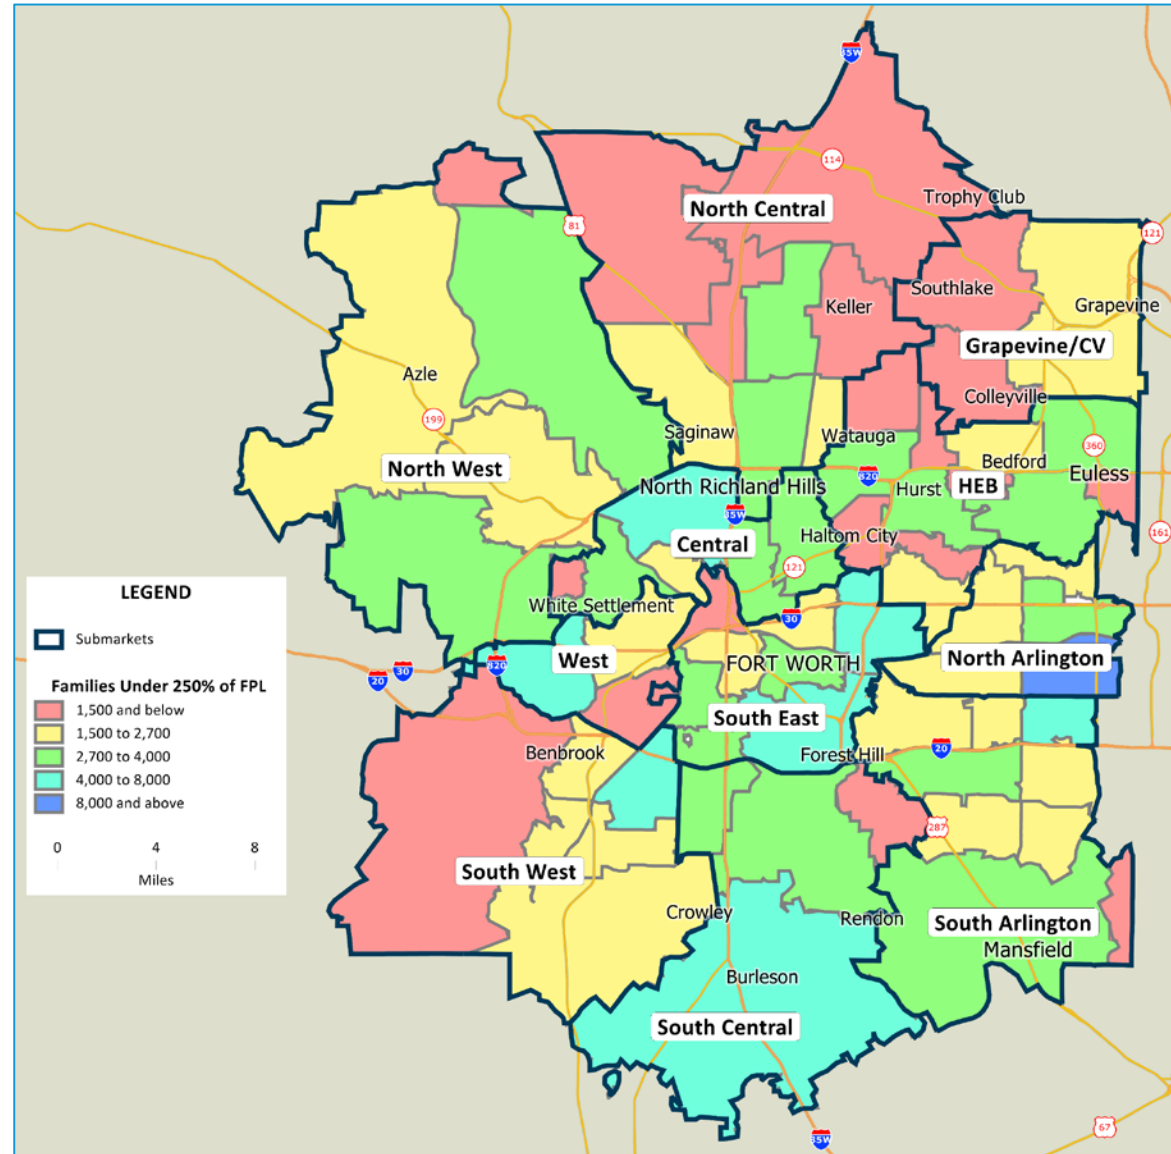 35W
114
Trophy Club
North Central
81
121
Southlake
Keller
Grapevine
Grapevine/CV
Azle
Colleyville
199
Saginaw
Watauga
360
Bedford
North West
820
Euless
North Richland Hills
Hurst
HEB
35W
Haltom City
161
Central
121
LEGEND
White Settlement
30
Submarkets
West
FORT WORTH
North Arlington
820
30
20
Families Under 250% of FPL
1,500 and below
South East
1,500 to 2,700
Benbrook
Forest Hill
20
2,700 to 4,000
4,000 to 8,000
8,000 and above
287
0 4 8
Miles
South West
Crowley
Rendon
South Arlington
Mansfield
Burleson
South Central
67
35W